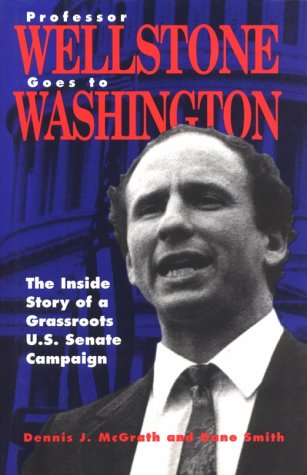 Professor
WELLSTONE
Goes to
WASHINGTON
The Inside
Story of a
Grassroots
U.S. Senate
Campaign
Dennis J. McGrath and Dane Smith